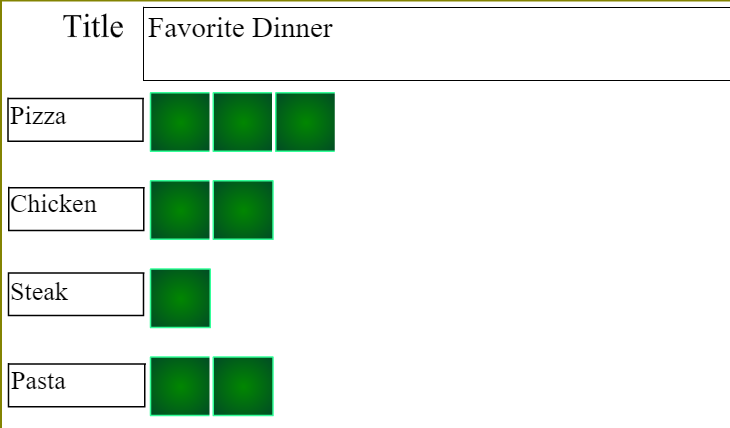 Title Favorite Dinner
Pizza
Chicken
Steak
Pasta